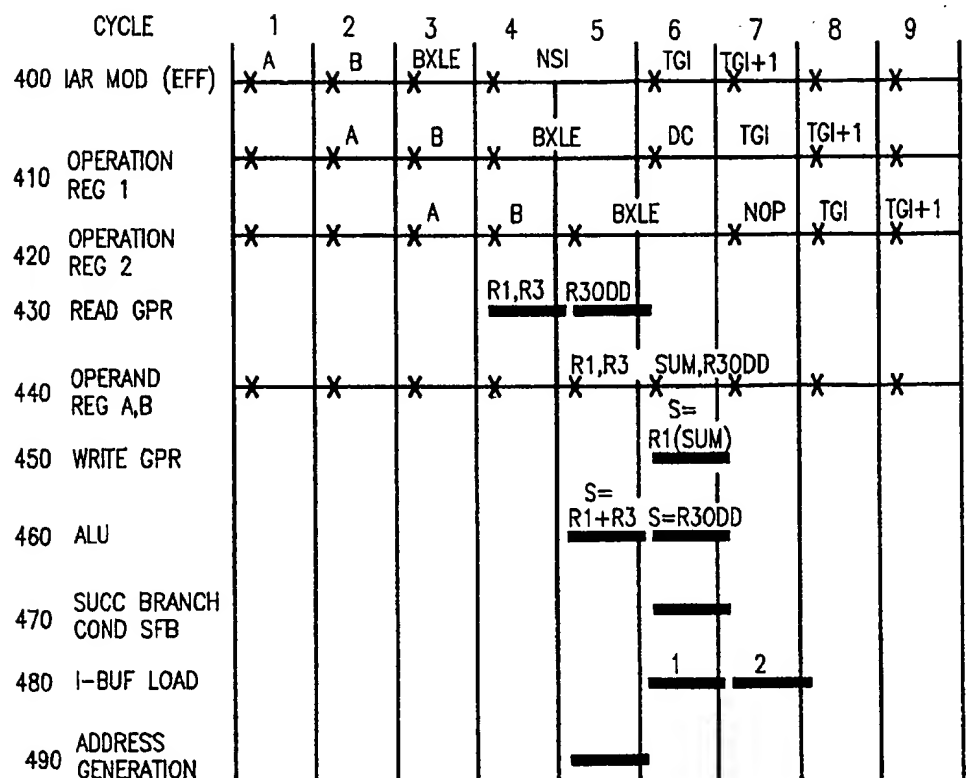 CYCLE 1 2 3 4 5 6 7 8 9
A B BXLE NSI TGI TGI+1
400 IAR MOD (EFF)
A B BXLE DC TGI TGI+1
410 OPERATION
REG 1
A B BXLE NOP TGI TGI+1
420 OPERATION
REG 2
R1,R3 R3ODD
430 READ GPR
R1,R3 SUM,R3ODD
440 OPERAND
REG A,B
S=
R1(SUM)
450 WRITE GPR
S=
R1+R3 S=R3ODD
460 ALU
470 SUCC BRANCH
COND SFB
1 2
480 I-BUF LOAD
490 ADDRESS
GENERATION